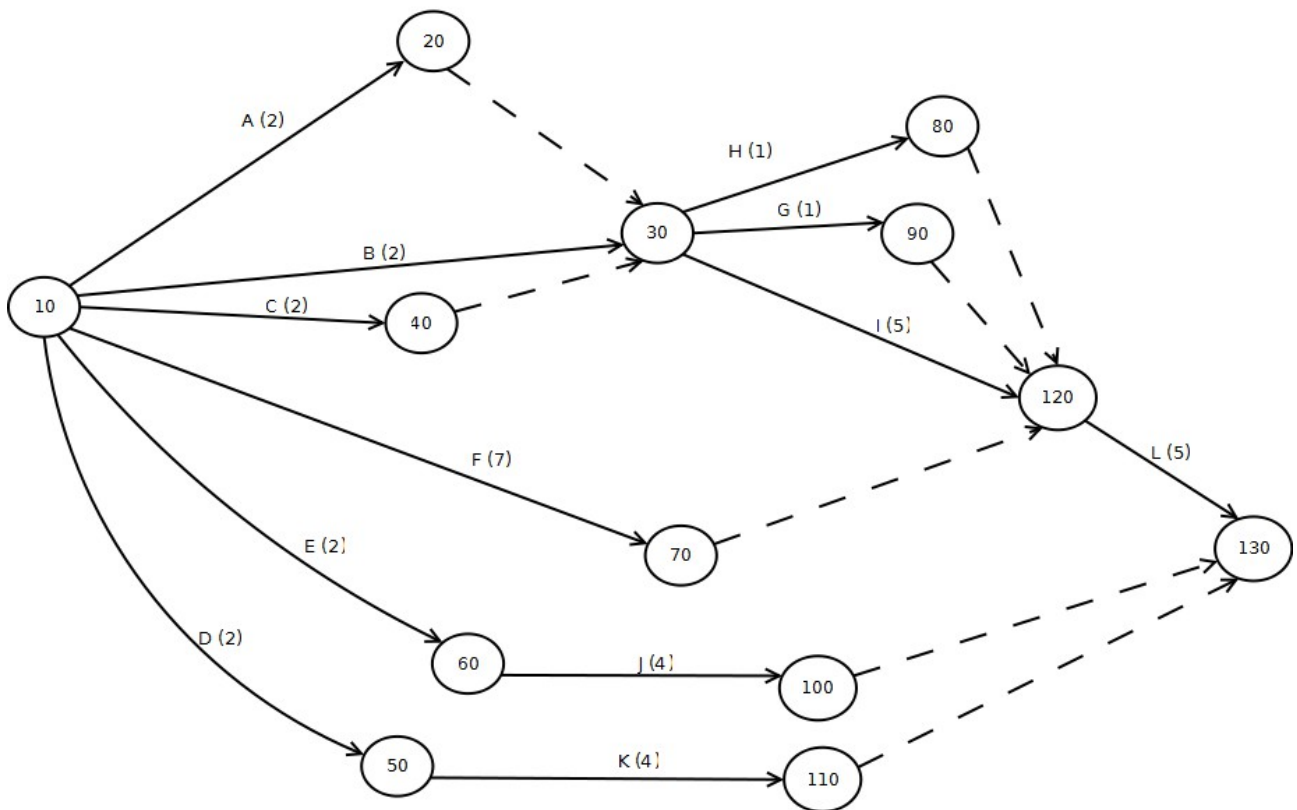 20
A (2)
80
H (1)
G (1)
30
90
B (2)
10
C (2)
40
I (5)
120
L (5)
F (7)
E (2)
70
130
D (2)
60
J (4)
100
K (4)
50
110